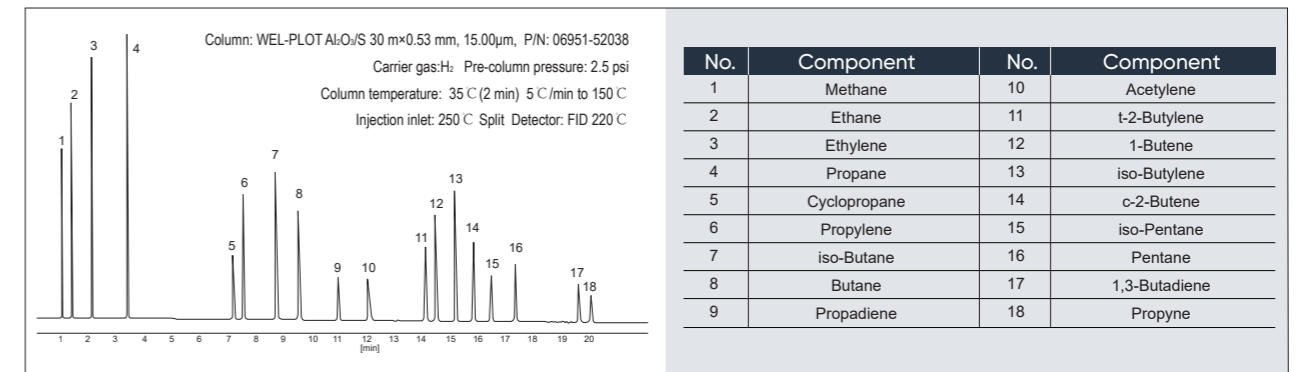 Column: WEL-PLOT Al₂O₃/S 30 m×0.53 mm, 15.00μm, P/N: 06951-52038
Carrier gas:H₂ Pre-column pressure: 2.5 psi
Column temperature: 35℃(2 min) 5℃/min to 150℃
Injection inlet: 250℃ Split Detector: FID 220℃
1
2
3
4
5
6
7
8
9
10
11
12
13
14
15
16
17
18
1 2 3 4 5 6 7 8 9 10 11 12 13 14 15 16 17 18 19 20
[min]
No. Component No. Component
1 Methane 10 Acetylene
2 Ethane 11 t-2-Butylene
3 Ethylene 12 1-Butene
4 Propane 13 iso-Butylene
5 Cyclopropane 14 c-2-Butene
6 Propylene 15 iso-Pentane
7 iso-Butane 16 Pentane
8 Butane 17 1,3-Butadiene
9 Propadiene 18 Propyne